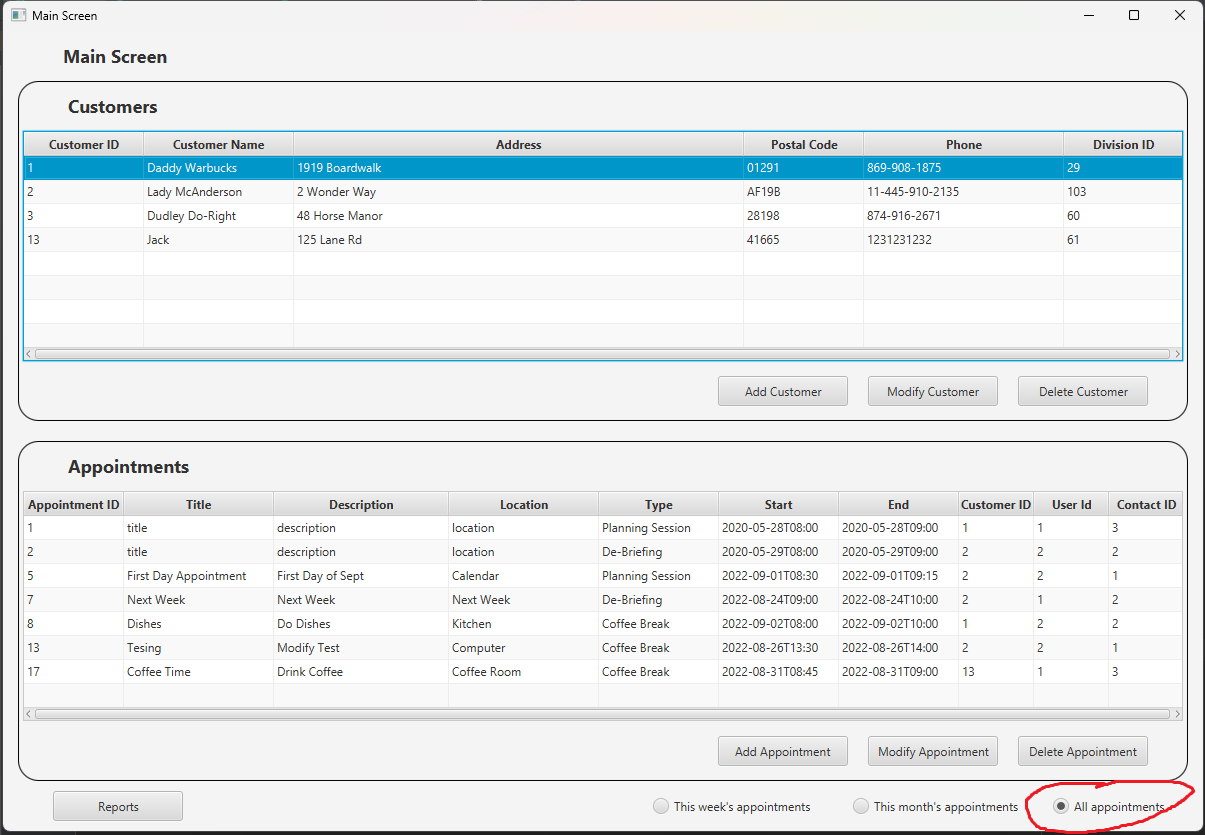 Main Screen
Main Screen
Customers
Customer ID Customer Name Address Postal Code Phone Division ID
1 Daddy Warbucks 1919 Boardwalk 01291 869-908-1875 29
2 Lady McAnderson 2 Wonder Way AF19B 11-445-910-2135 103
3 Dudley Do-Right 48 Horse Manor 28198 874-916-2671 60
13 Jack 125 Lane Rd 41665 1231231232 61
Add Customer Modify Customer Delete Customer
Appointments
Appointment ID Title Description Location Type Start End Customer ID User Id Contact ID
1 title description location Planning Session 2020-05-28T08:00 2020-05-28T09:00 1 1 3
2 title description location De-Briefing 2020-05-29T08:00 2020-05-29T09:00 2 2 2
5 First Day Appointment First Day of Sept Calendar Planning Session 2022-09-01T08:30 2022-09-01T09:15 2 2 1
7 Next Week Next Week Next Week De-Briefing 2022-08-24T09:00 2022-08-24T10:00 2 1 2
8 Dishes Do Dishes Kitchen Coffee Break 2022-09-02T08:00 2022-09-02T10:00 1 2 2
13 Tesing Modify Test Computer Coffee Break 2022-08-26T13:30 2022-08-26T14:00 2 2 1
17 Coffee Time Drink Coffee Coffee Room Coffee Break 2022-08-31T08:45 2022-08-31T09:00 13 1 3
Add Appointment Modify Appointment Delete Appointment
Reports This week's appointments This month's appointments All appointments